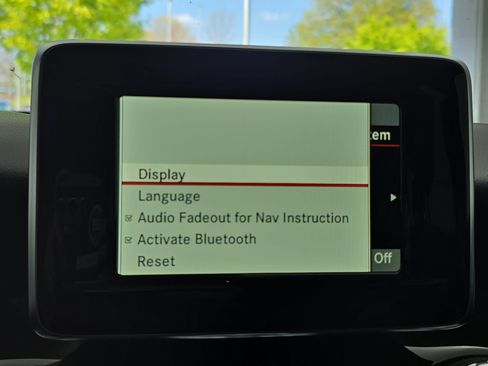 tem
Display
Language
Audio Fadeout for Nav Instruction
Activate Bluetooth
Reset
Off